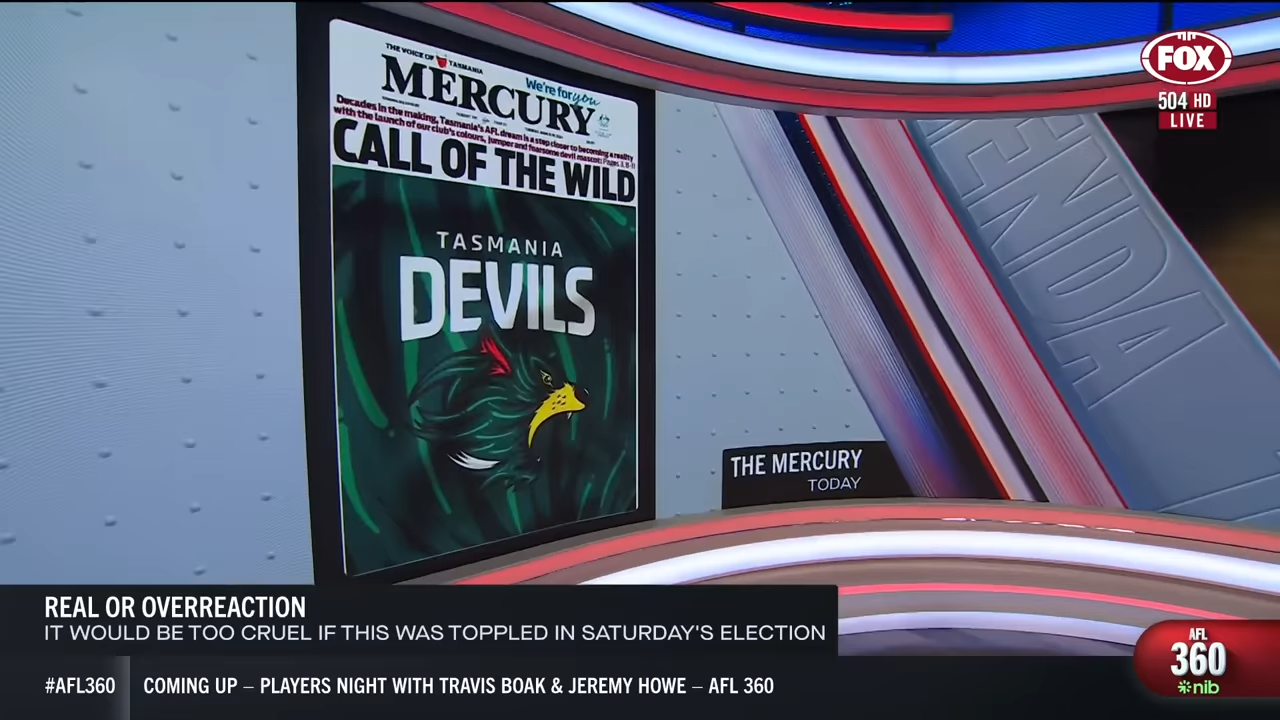 THE VOICE OF TASMANIA
MERCURY
We're for you
Decades in the making, Tasmania's AFL dream is a step closer to becoming a reality
with the launch of our club's colours, jumper and fearsome devil mascot: Pages
CALL OF THE WILD
TASMANIA
DEVILS
ENDA
FOX
504 HD
LIVE
THE MERCURY
TODAY
REAL OR OVERREACTION
IT WOULD BE TOO CRUEL IF THIS WAS TOPPLED IN SATURDAY'S ELECTION
#AFL360
COMING UP – PLAYERS NIGHT WITH TRAVIS BOAK & JEREMY HOWE – AFL 360
AFL
360
nib